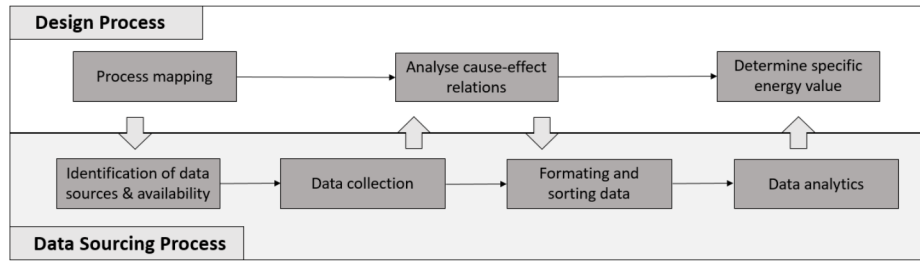 Design Process
Process mapping
Analyse cause-effect
relations
Determine specific
energy value
Identification of data
sources & availability
Data collection
Formating and
sorting data
Data analytics
Data Sourcing Process